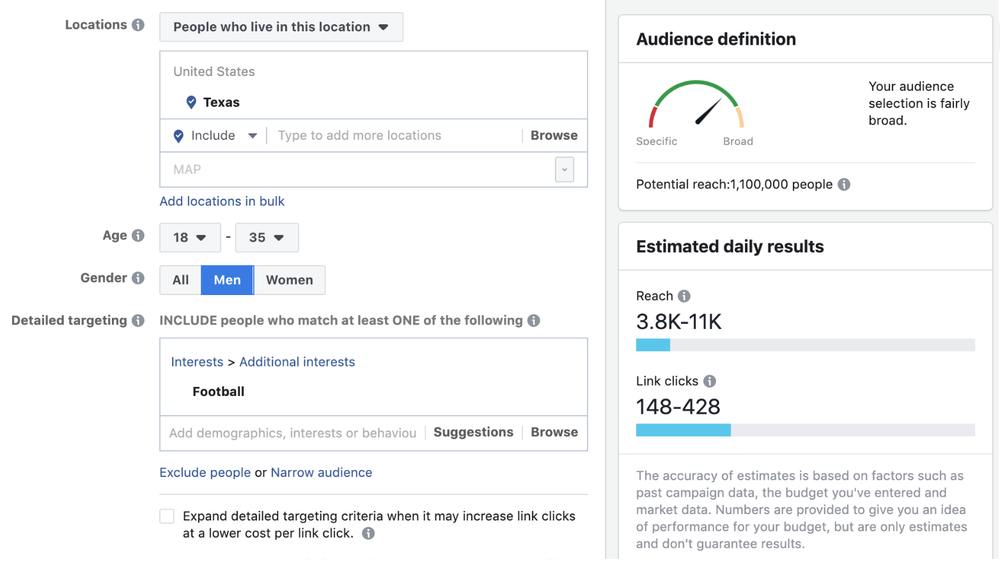 Locations
People who live in this location
United States
Texas
Include
Type to add more locations
Browse
MAP
Add locations in bulk
Age
18 - 35
Gender
All Men Women
Detailed targeting
INCLUDE people who match at least ONE of the following
Interests > Additional interests
Football
Add demographics, interests or behaviou
Suggestions
Browse
Exclude people or Narrow audience
Expand detailed targeting criteria when it may increase link clicks
at a lower cost per link click.
Audience definition
Specific Broad
Your audience
selection is fairly
broad.
Potential reach:1,100,000 people
Estimated daily results
Reach
3.8K-11K
Link clicks
148-428
The accuracy of estimates is based on factors such as
past campaign data, the budget you've entered and
market data. Numbers are provided to give you an idea
of performance for your budget, but are only estimates
and don't guarantee results.